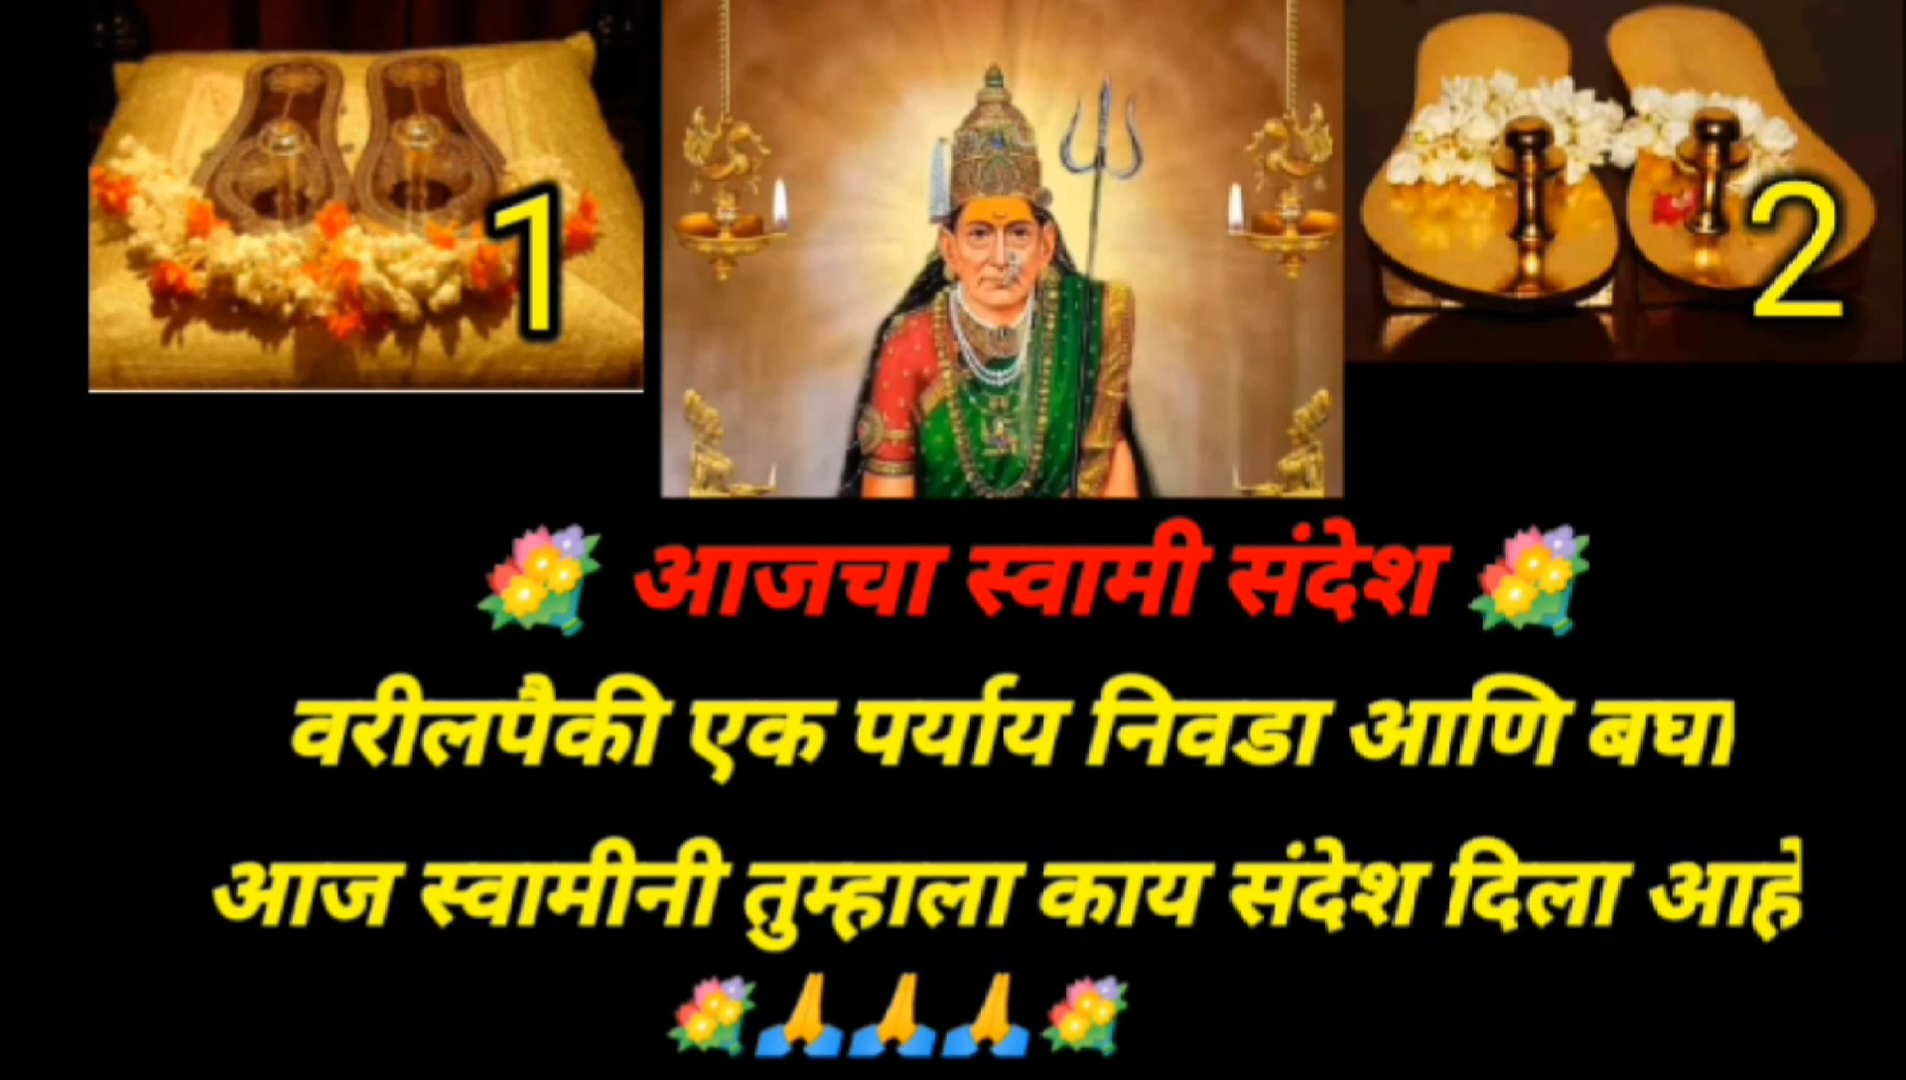 1
2
💐 आजचा स्वामी संदेश 💐
वरीलपैकी एक पर्याय निवडा आणि बघा
आज स्वामीनी तुम्हाला काय संदेश दिला आहे
💐🙏🙏🙏💐